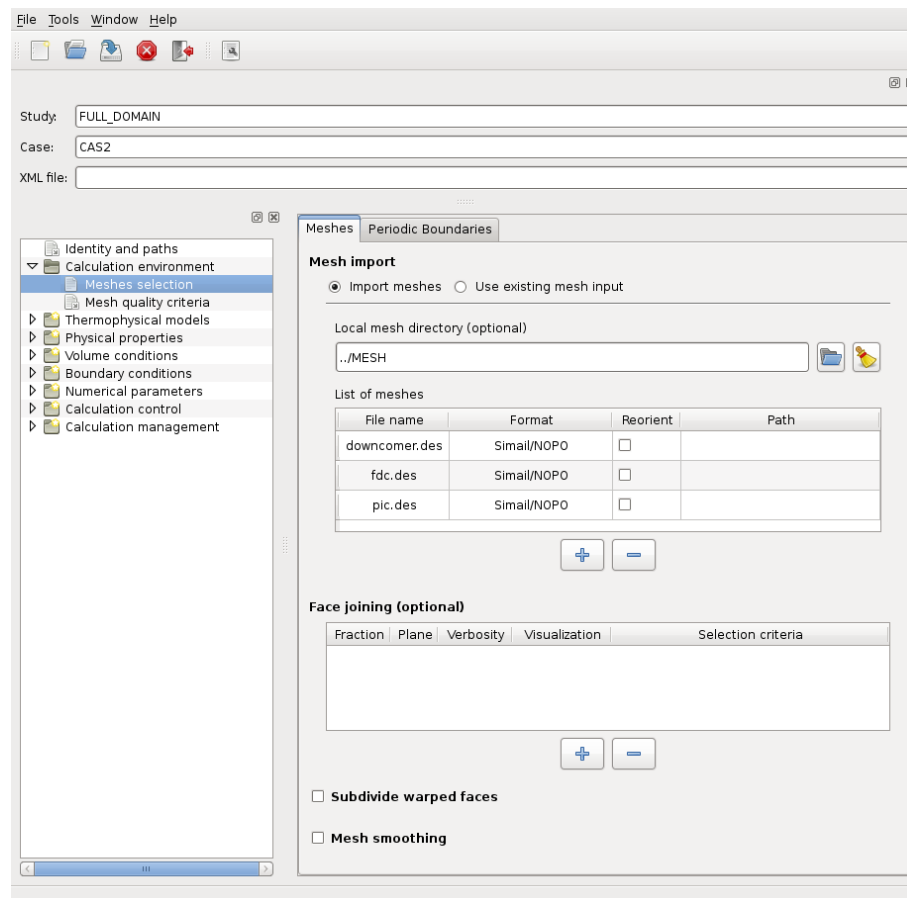 File Tools Window Help
Study: FULL_DOMAIN
Case: CAS2
XML file:
Identity and paths
Calculation environment
Meshes selection
Mesh quality criteria
Thermophysical models
Physical properties
Volume conditions
Boundary conditions
Numerical parameters
Calculation control
Calculation management
Meshes Periodic Boundaries
Mesh import
Import meshes Use existing mesh input
Local mesh directory (optional)
../MESH
List of meshes
File name Format Reorient Path
downcomer.des Simail/NOPO
fdc.des Simail/NOPO
pic.des Simail/NOPO
Face joining (optional)
Fraction Plane Verbosity Visualization Selection criteria
Subdivide warped faces
Mesh smoothing